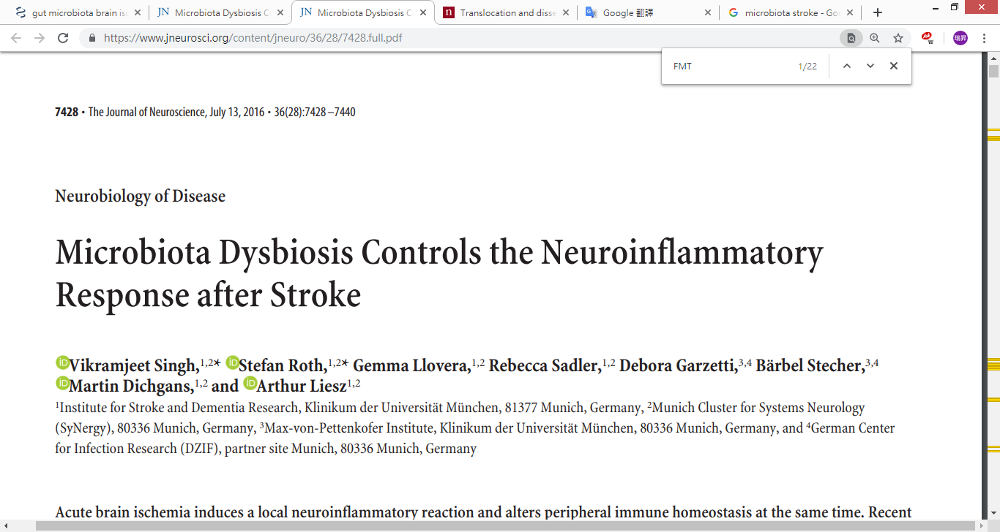 gut microbiota brain is
Microbiota Dysbiosis C
Microbiota Dysbiosis C
Translocation and disse
Google 翻譯
microbiota stroke - Go
https://www.jneurosci.org/content/jneuro/36/28/7428.full.pdf
瑞昇
FMT 1/22
7428 • The Journal of Neuroscience, July 13, 2016 • 36(28):7428–7440
Neurobiology of Disease
Microbiota Dysbiosis Controls the Neuroinflammatory
Response after Stroke
Vikramjeet Singh,1,2* Stefan Roth,1,2* Gemma Llovera,1,2 Rebecca Sadler,1,2 Debora Garzetti,3,4 Bärbel Stecher,3,4
Martin Dichgans,1,2 and Arthur Liesz1,2
1Institute for Stroke and Dementia Research, Klinikum der Universität München, 81377 Munich, Germany, 2Munich Cluster for Systems Neurology
(SyNergy), 80336 Munich, Germany, 3Max-von-Pettenkofer Institute, Klinikum der Universität München, 80336 Munich, Germany, and 4German Center
for Infection Research (DZIF), partner site Munich, 80336 Munich, Germany
Acute brain ischemia induces a local neuroinflammatory reaction and alters peripheral immune homeostasis at the same time. Recent